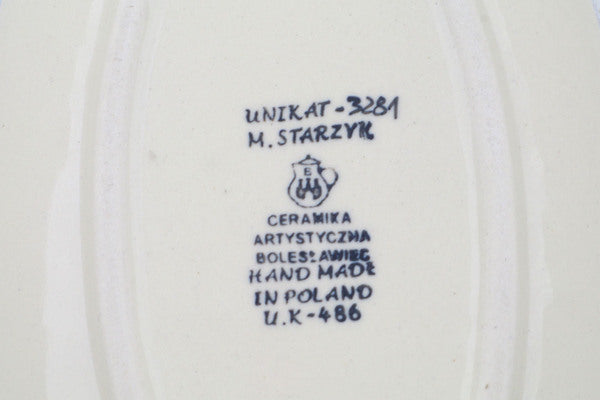 UNIKAT-3281
M. STARZYK
B
CERAMIKA
ARTYSTYCZNA
BOLESŁAWIEC
HAND MADE
IN POLAND
U.K-486